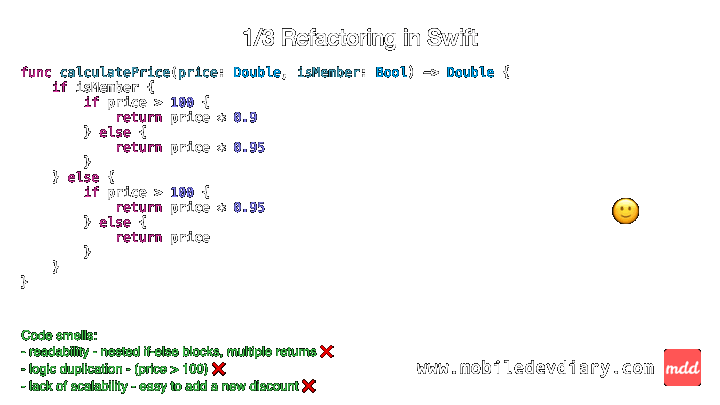 1/3 Refactoring in Swift
func calculatePrice(price: Double, isMember: Bool) -> Double {
    if isMember {
        if price > 100 {
            return price * 0.9
        } else {
            return price * 0.95
        }
    } else {
        if price > 100 {
            return price * 0.95
        } else {
            return price
        }
    }
}
Code smells:
- readability - nested if-else blocks, multiple returns ❌
- logic duplication - (price > 100) ❌
- lack of scalability - easy to add a new discount ❌
www.mobiledevdiary.com
mdd